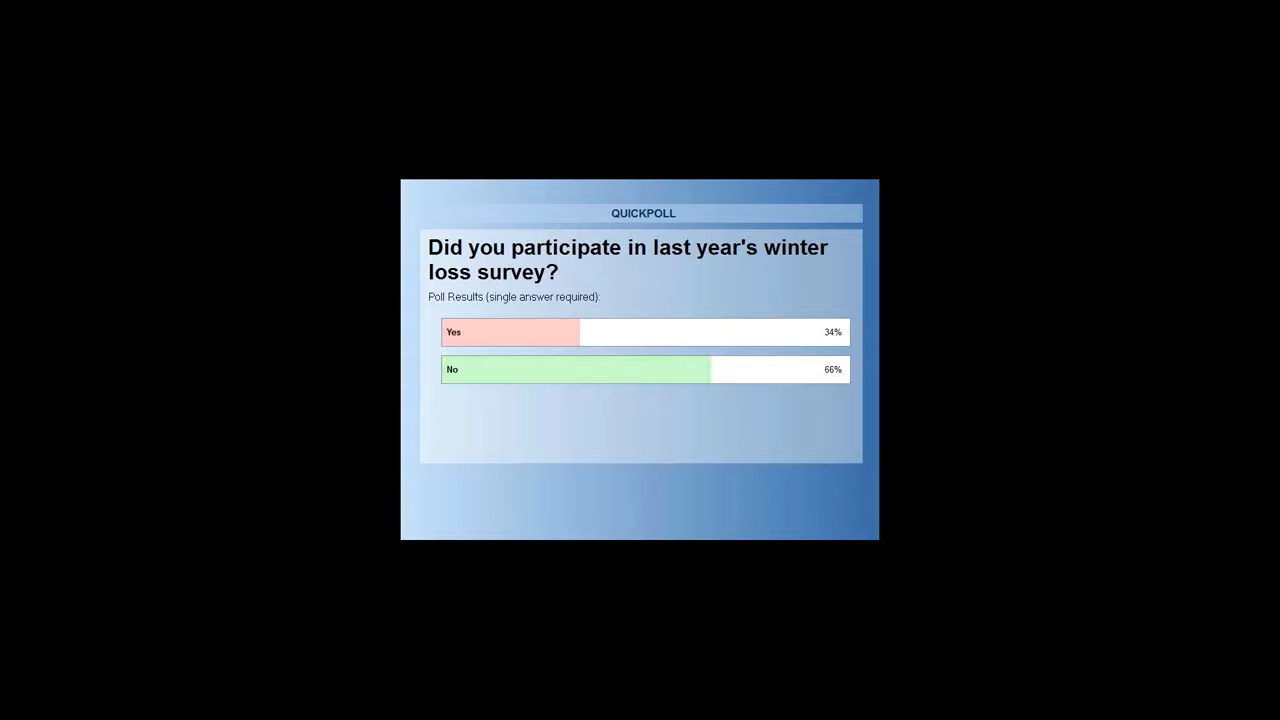 QUICKPOLL
Did you participate in last year's winter
loss survey?
Poll Results (single answer required):
Yes 34%
No 66%